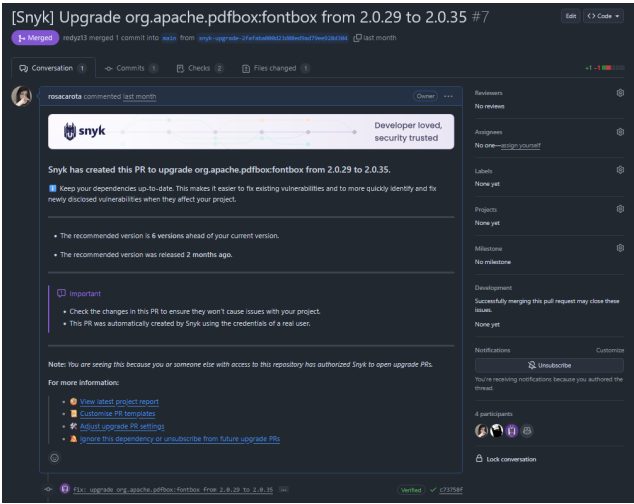 [Snyk] Upgrade org.apache.pdfbox:fontbox from 2.0.29 to 2.0.35 #7
Edit
<> Code
Merged
redyz13 merged 1 commit into main from last month
Conversation 1
Commits 1
Checks 2
Files changed 1
+1 −1
rosacarota commented last month
Owner
snyk
Developer loved,
security trusted
Snyk has created this PR to upgrade org.apache.pdfbox:fontbox from 2.0.29 to 2.0.35.
Keep your dependencies up-to-date. This makes it easier to fix existing vulnerabilities and to more quickly identify and fix
newly disclosed vulnerabilities when they affect your project.
• The recommended version is 6 versions ahead of your current version.
• The recommended version was released 2 months ago.
Important
• Check the changes in this PR to ensure they won't cause issues with your project.
• This PR was automatically created by Snyk using the credentials of a real user.
Note: You are seeing this because you or someone else with access to this repository has authorized Snyk to open upgrade PRs.
For more information:
• View latest project report
• Customise PR templates
• Adjust upgrade PR settings
• Ignore this dependency or unsubscribe from future upgrade PRs
fix: upgrade org.apache.pdfbox:fontbox from 2.0.29 to 2.0.35
Verified
c73758f
Reviewers
No reviews
Assignees
No one—assign yourself
Labels
None yet
Projects
None yet
Milestone
No milestone
Development
Successfully merging this pull request may close these
issues.
None yet
Notifications
Customize
Unsubscribe
You're receiving notifications because you authored the
thread.
4 participants
Lock conversation